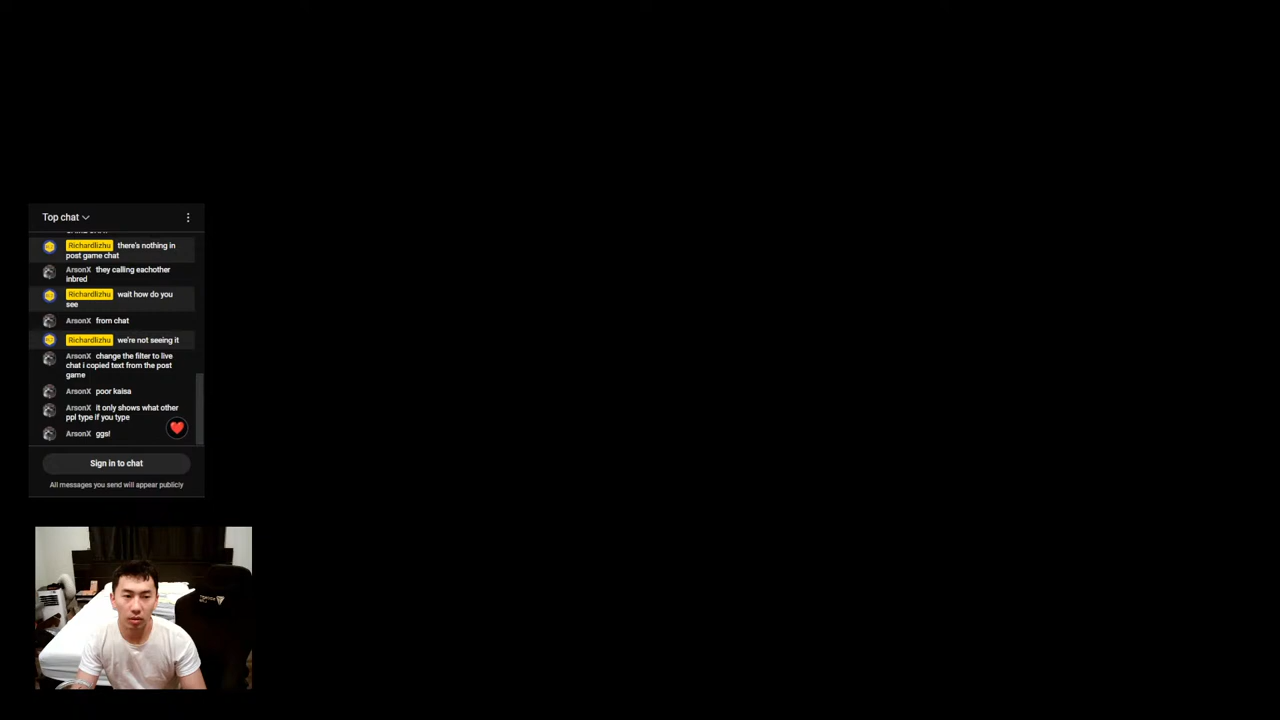 Top chat
Richardlizhu there's nothing in
post game chat
ArsonX they calling eachother
inbred
Richardlizhu wait how do you
see
ArsonX from chat
Richardlizhu we're not seeing it
ArsonX change the filter to live
chat i copied text from the post
game
ArsonX poor kaisa
ArsonX it only shows what other
ppl type if you type
ArsonX ggs!
Sign in to chat
All messages you send will appear publicly